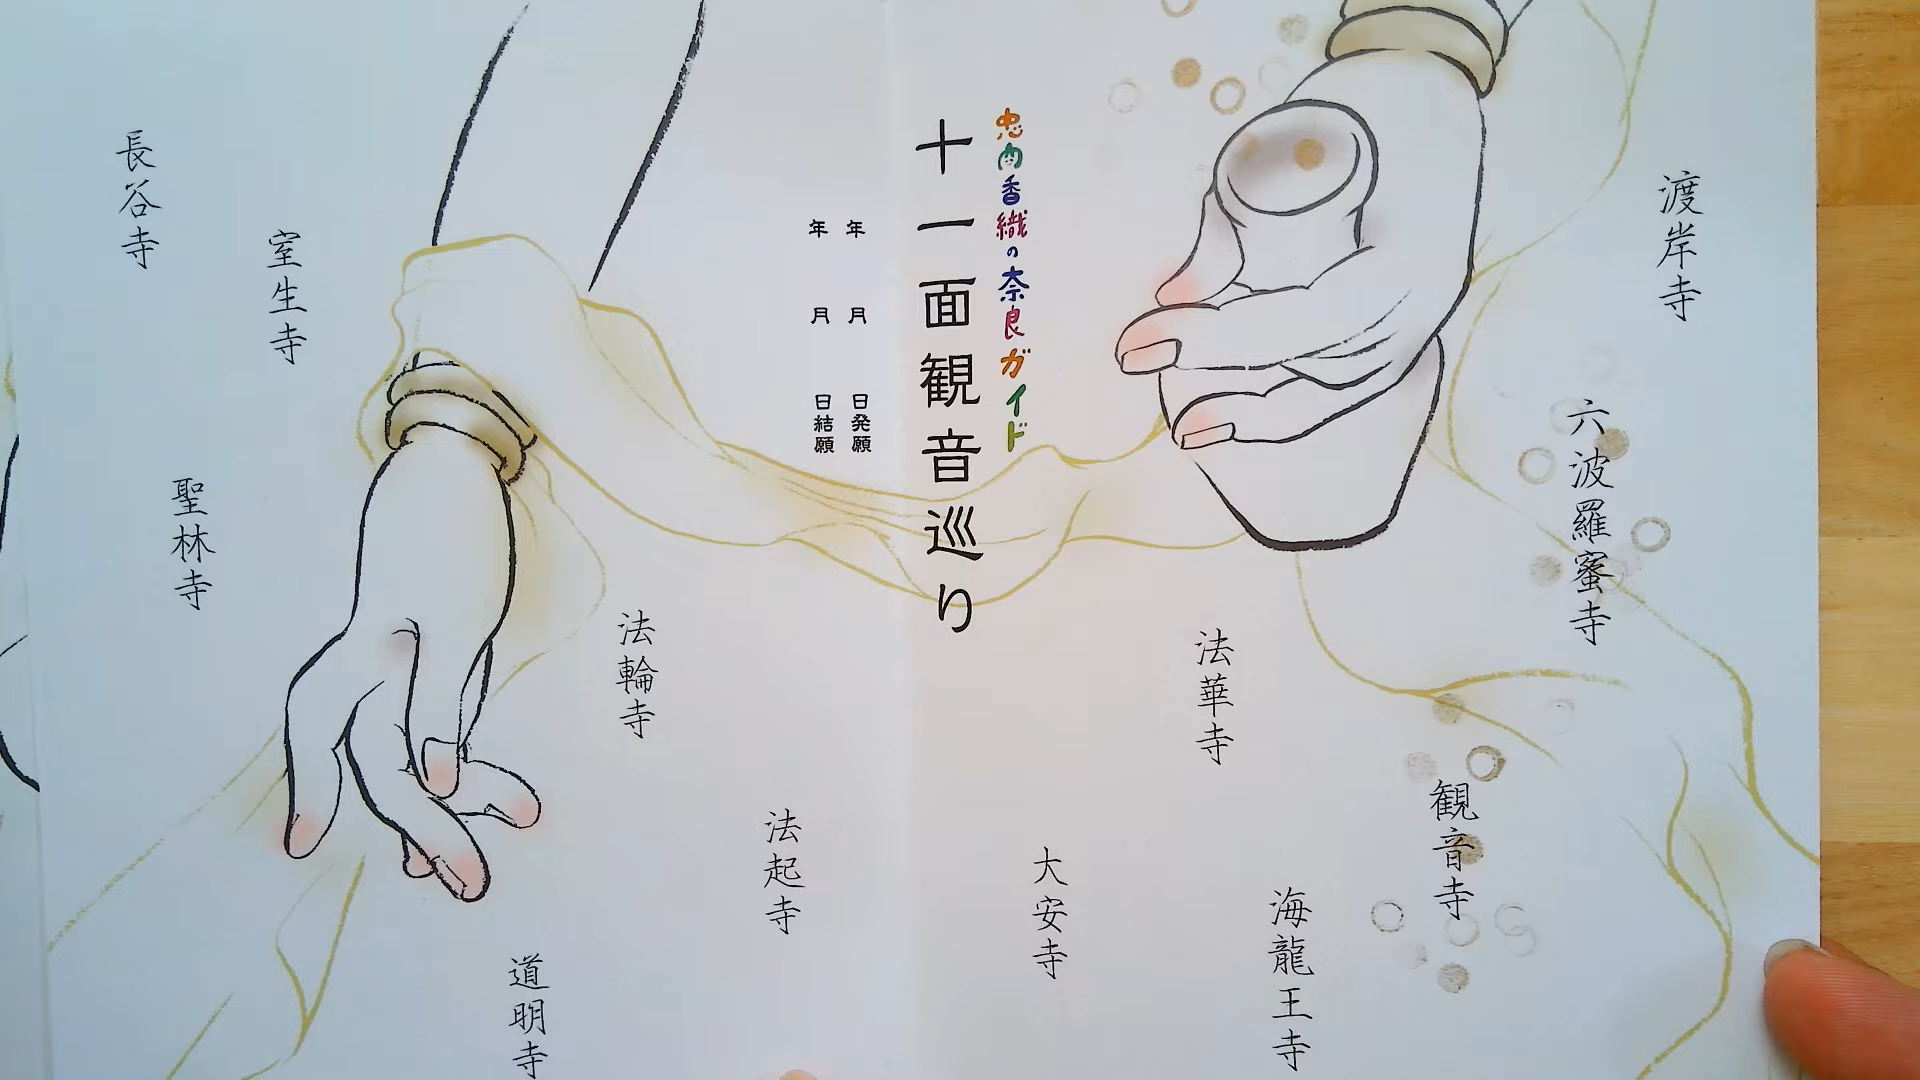 忠内香織の奈良ガイド
十一面観音巡り
年 月 日発願
年 月 日結願
渡岸寺
六波羅蜜寺
観音寺
海龍王寺
法華寺
大安寺
法起寺
法輪寺
道明寺
室生寺
聖林寺
長谷寺